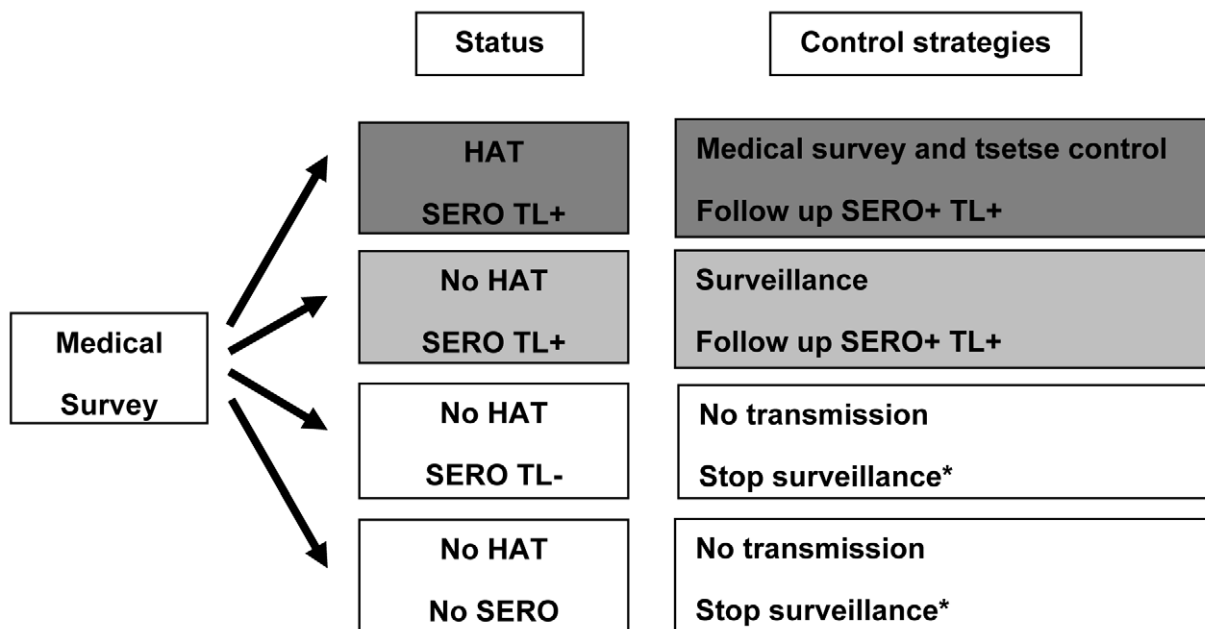 Status
Control strategies
HAT
SERO TL+
Medical survey and tsetse control
Follow up SERO+ TL+
No HAT
SERO TL+
Surveillance
Follow up SERO+ TL+
Medical
Survey
No HAT
SERO TL-
No transmission
Stop surveillance*
No HAT
No SERO
No transmission
Stop surveillance*